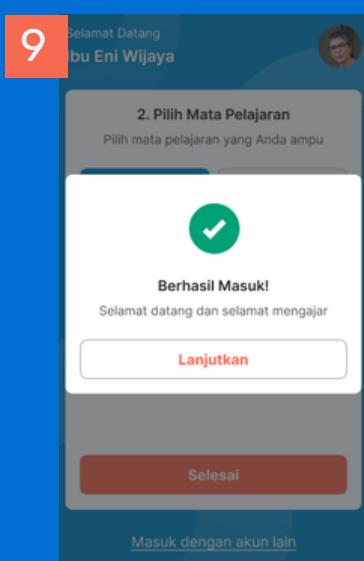 9
Selamat Datang
Ibu Eni Wijaya
2. Pilih Mata Pelajaran
Pilih mata pelajaran yang Anda ampu
Berhasil Masuk!
Selamat datang dan selamat mengajar
Lanjutkan
Selesai
Masuk dengan akun lain